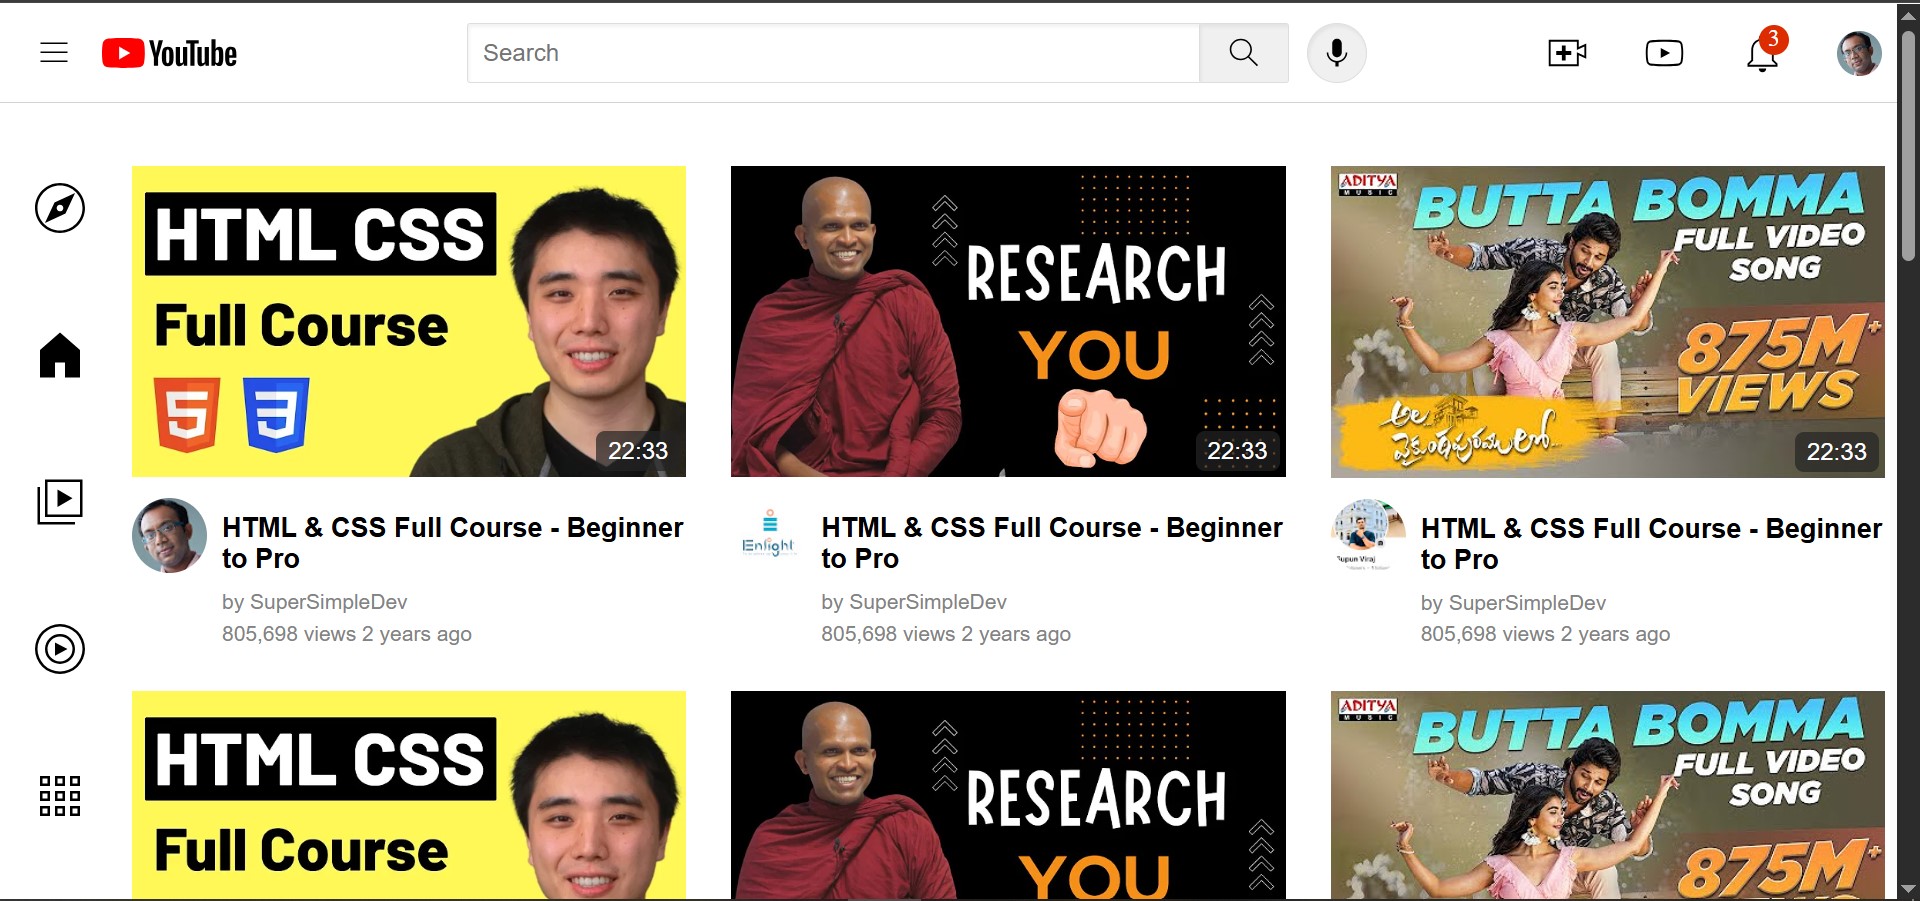 YouTube
Search
3
HTML CSS
Full Course
5
3
22:33
RESEARCH
YOU
22:33
ADITYA
MUSIC
BUTTA BOMMA
FULL VIDEO
SONG
875M+
VIEWS
అల
వైకుంఠపురములో..
22:33
HTML & CSS Full Course - Beginner
to Pro
by SuperSimpleDev
805,698 views 2 years ago
Enlight
HTML & CSS Full Course - Beginner
to Pro
by SuperSimpleDev
805,698 views 2 years ago
Supun Viraj
HTML & CSS Full Course - Beginner
to Pro
by SuperSimpleDev
805,698 views 2 years ago
HTML CSS
Full Course
RESEARCH
YOU
ADITYA
MUSIC
BUTTA BOMMA
FULL VIDEO
SONG
875M+